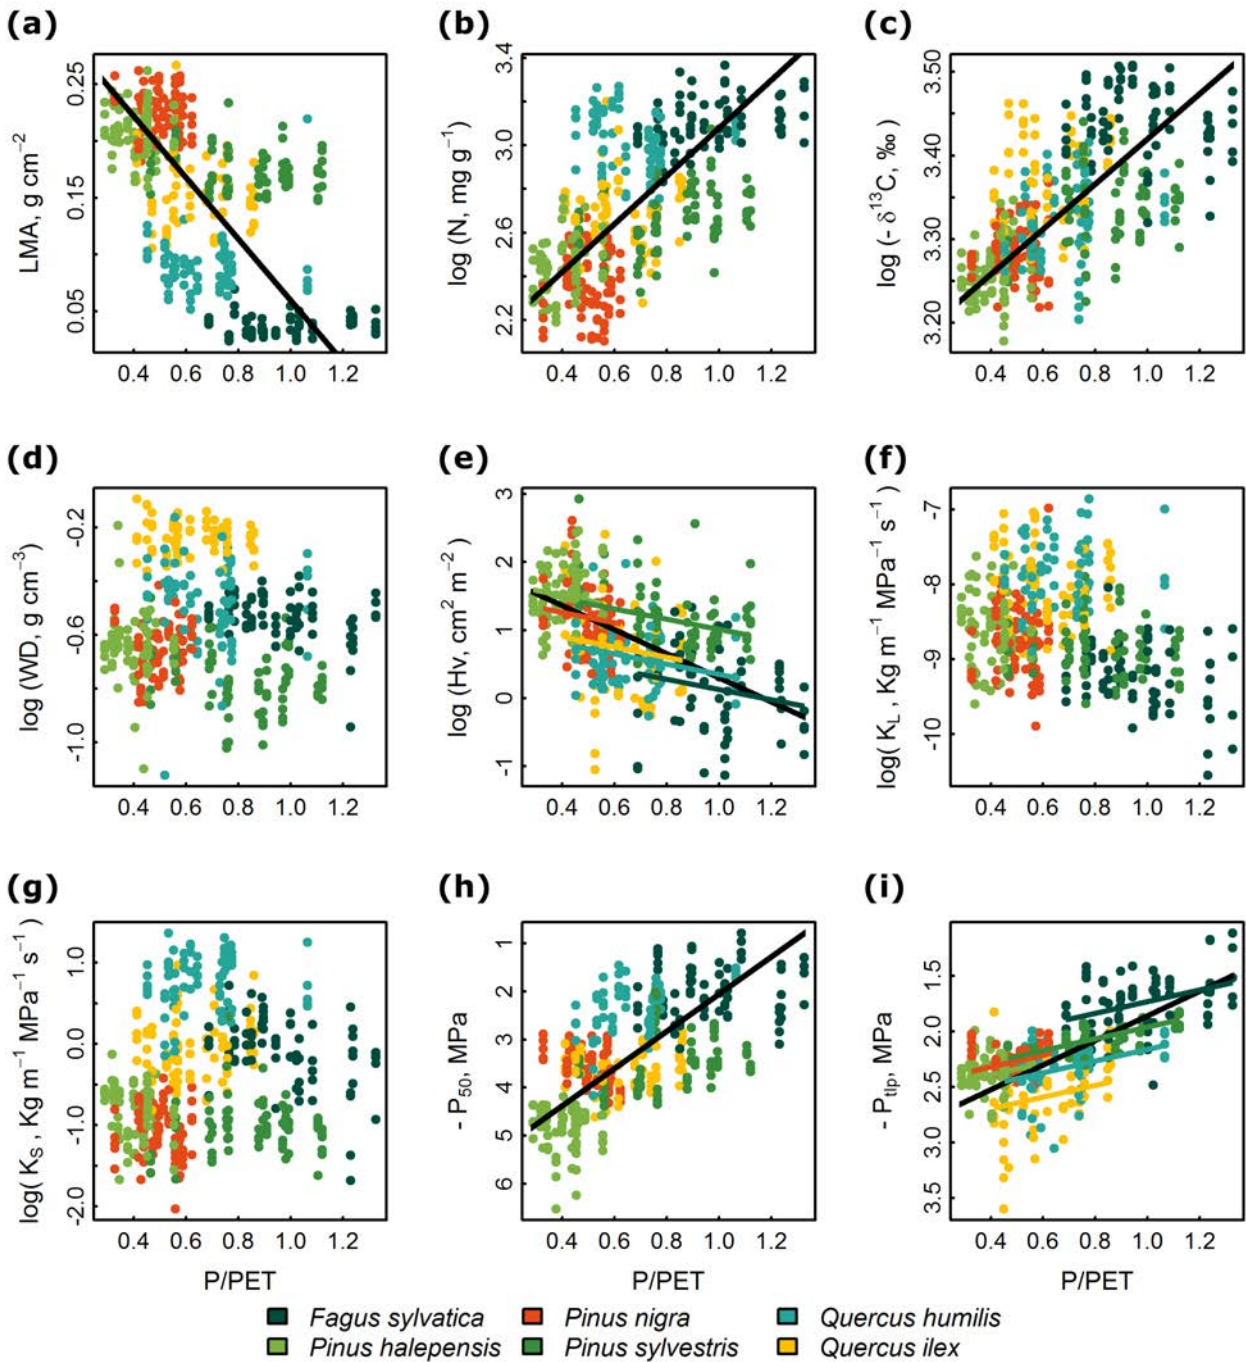 (a) (b) (c)
LMA, g cm−2
0.25
0.15
0.05
0.4 0.6 0.8 1.0 1.2
log (N, mg g−1)
3.4
3.0
2.6
2.2
0.4 0.6 0.8 1.0 1.2
log (- δ13C, ‰)
3.50
3.40
3.30
3.20
0.4 0.6 0.8 1.0 1.2
(d) (e) (f)
log (WD, g cm−3)
-0.2
-0.6
-1.0
0.4 0.6 0.8 1.0 1.2
log (Hv, cm2 m−2)
3
2
1
0
-1
0.4 0.6 0.8 1.0 1.2
log( KL , Kg m−1 MPa−1 s−1 )
-7
-8
-9
-10
0.4 0.6 0.8 1.0 1.2
(g) (h) (i)
log( KS , Kg m−1 MPa−1 s−1 )
1.0
0.0
-1.0
-2.0
0.4 0.6 0.8 1.0 1.2
P/PET
- P50, MPa
1
2
3
4
5
6
0.4 0.6 0.8 1.0 1.2
P/PET
- Ptlp, MPa
1.5
2.0
2.5
3.0
3.5
0.4 0.6 0.8 1.0 1.2
P/PET
Fagus sylvatica Pinus nigra Quercus humilis
Pinus halepensis Pinus sylvestris Quercus ilex